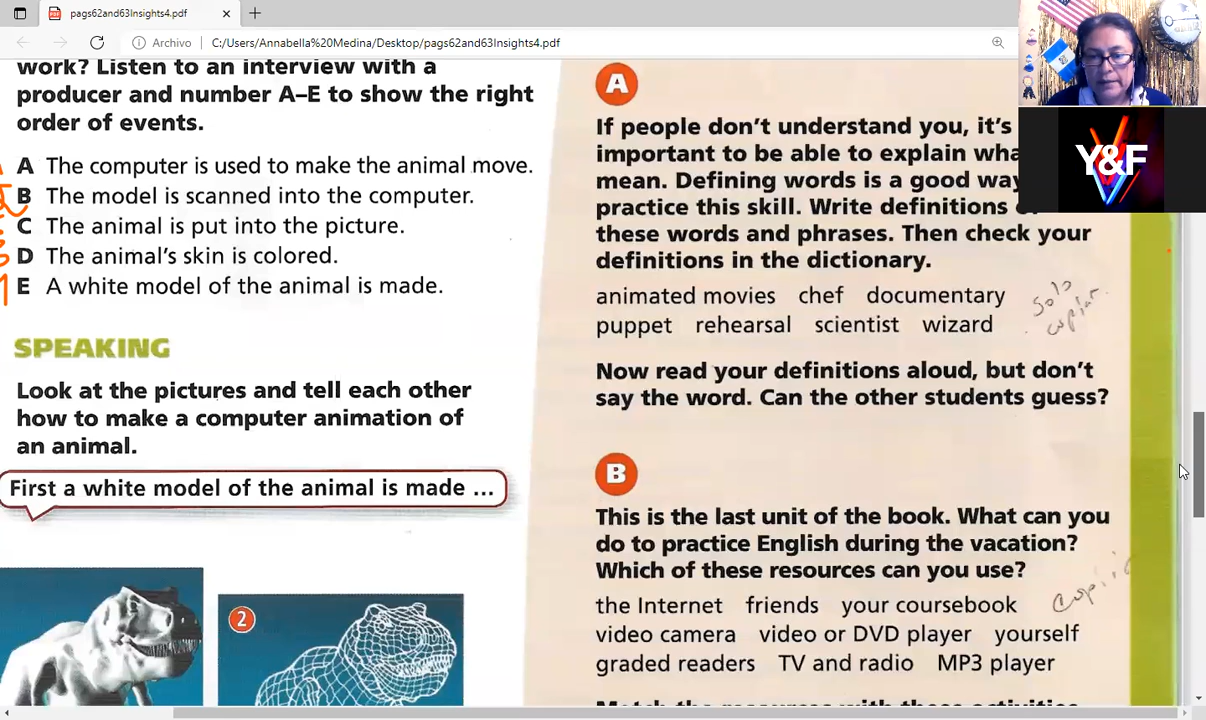 pags62and63Insights4.pdf
Archivo C:/Users/Annabella%20Medina/Desktop/pags62and63Insights4.pdf
work? Listen to an interview with a
producer and number A–E to show the right
order of events.
A The computer is used to make the animal move.
B The model is scanned into the computer.
C The animal is put into the picture.
D The animal's skin is colored.
E A white model of the animal is made.
SPEAKING
Look at the pictures and tell each other
how to make a computer animation of
an animal.
First a white model of the animal is made ...
2
A
If people don't understand you, it's
important to be able to explain
mean. Defining words is a good
practice this skill. Write definitions
these words and phrases. Then check your
definitions in the dictionary.
animated movies chef documentary
puppet rehearsal scientist wizard
solo
copiar.
Now read your definitions aloud, but don't
say the word. Can the other students guess?
B
This is the last unit of the book. What can you
do to practice English during the vacation?
Which of these resources can you use?
the Internet friends your coursebook
video camera video or DVD player yourself
graded readers TV and radio MP3 player
Y&F